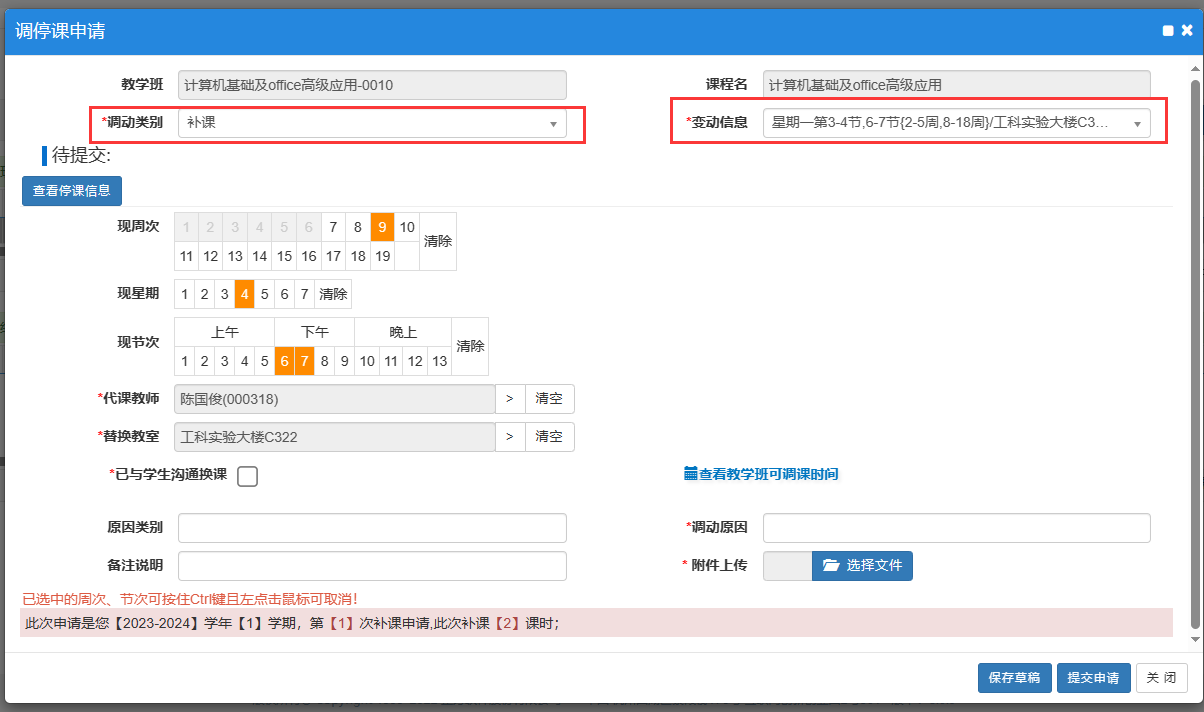 调停课申请
教学班 计算机基础及office高级应用-0010 课程名 计算机基础及office高级应用
*调动类别 补课 *变动信息 星期一第3-4节,6-7节{2-5周,8-18周}/工科实验大楼C3…
待提交:
查看停课信息
现周次 1 2 3 4 5 6 7 8 9 10 清除
11 12 13 14 15 16 17 18 19
现星期 1 2 3 4 5 6 7 清除
上午 下午 晚上
现节次 清除
1 2 3 4 5 6 7 8 9 10 11 12 13
*代课教师 陈国俊(000318) > 清空
*替换教室 工科实验大楼C322 > 清空
*已与学生沟通换课 查看教学班可调课时间
原因类别 *调动原因
备注说明 * 附件上传 选择文件
已选中的周次、节次可按住Ctrl键且左点击鼠标可取消!
此次申请是您【2023-2024】学年【1】学期，第【1】次补课申请,此次补课【2】课时;
保存草稿 提交申请 关 闭